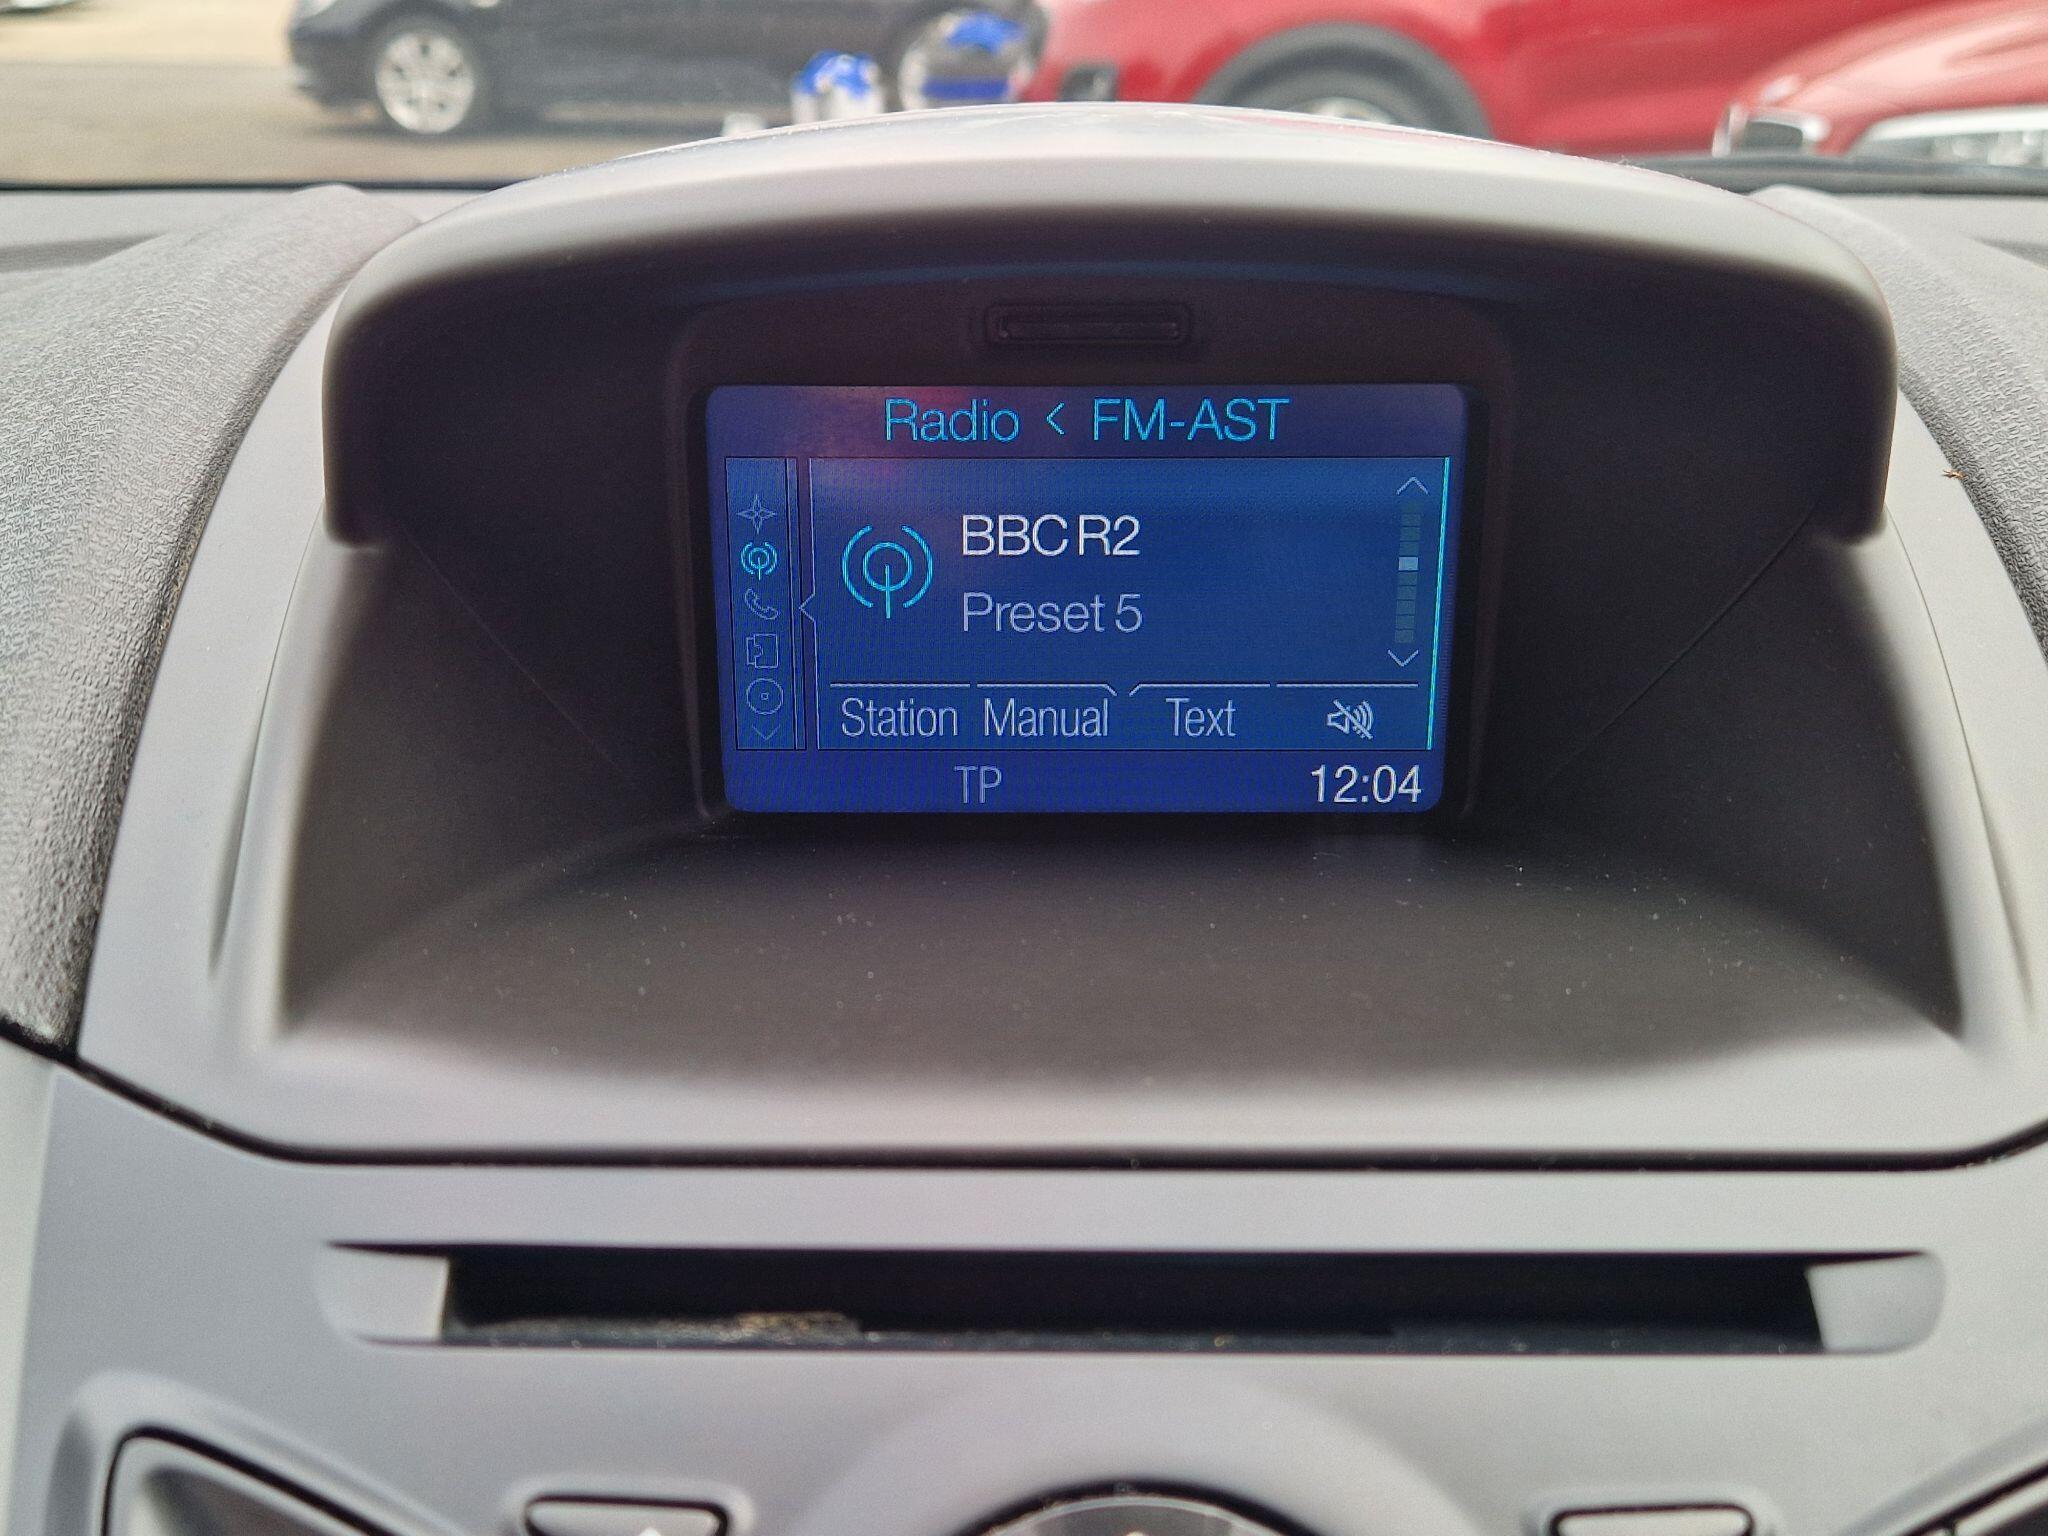 Radio < FM-AST
BBC R2
Preset 5
Station Manual Text
TP 12:04